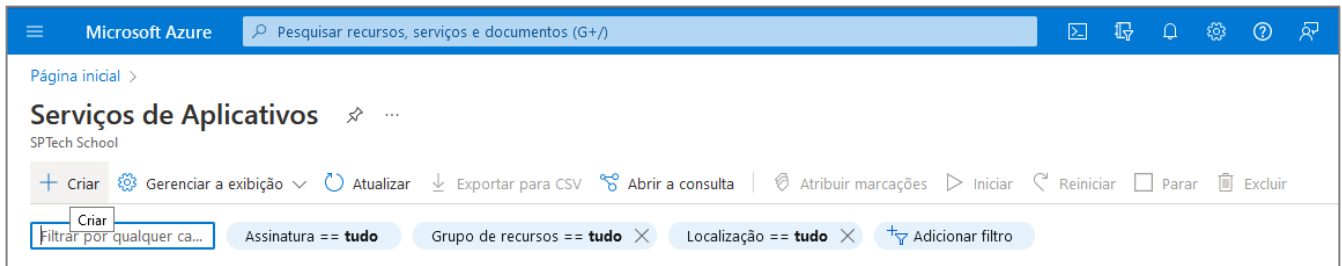 Microsoft Azure Pesquisar recursos, serviços e documentos (G+/)
Página inicial >
Serviços de Aplicativos ...
SPTech School
+ Criar Gerenciar a exibição Atualizar Exportar para CSV Abrir a consulta Atribuir marcações Iniciar Reiniciar Parar Excluir
Criar
Filtrar por qualquer ca... Assinatura == tudo Grupo de recursos == tudo Localização == tudo Adicionar filtro